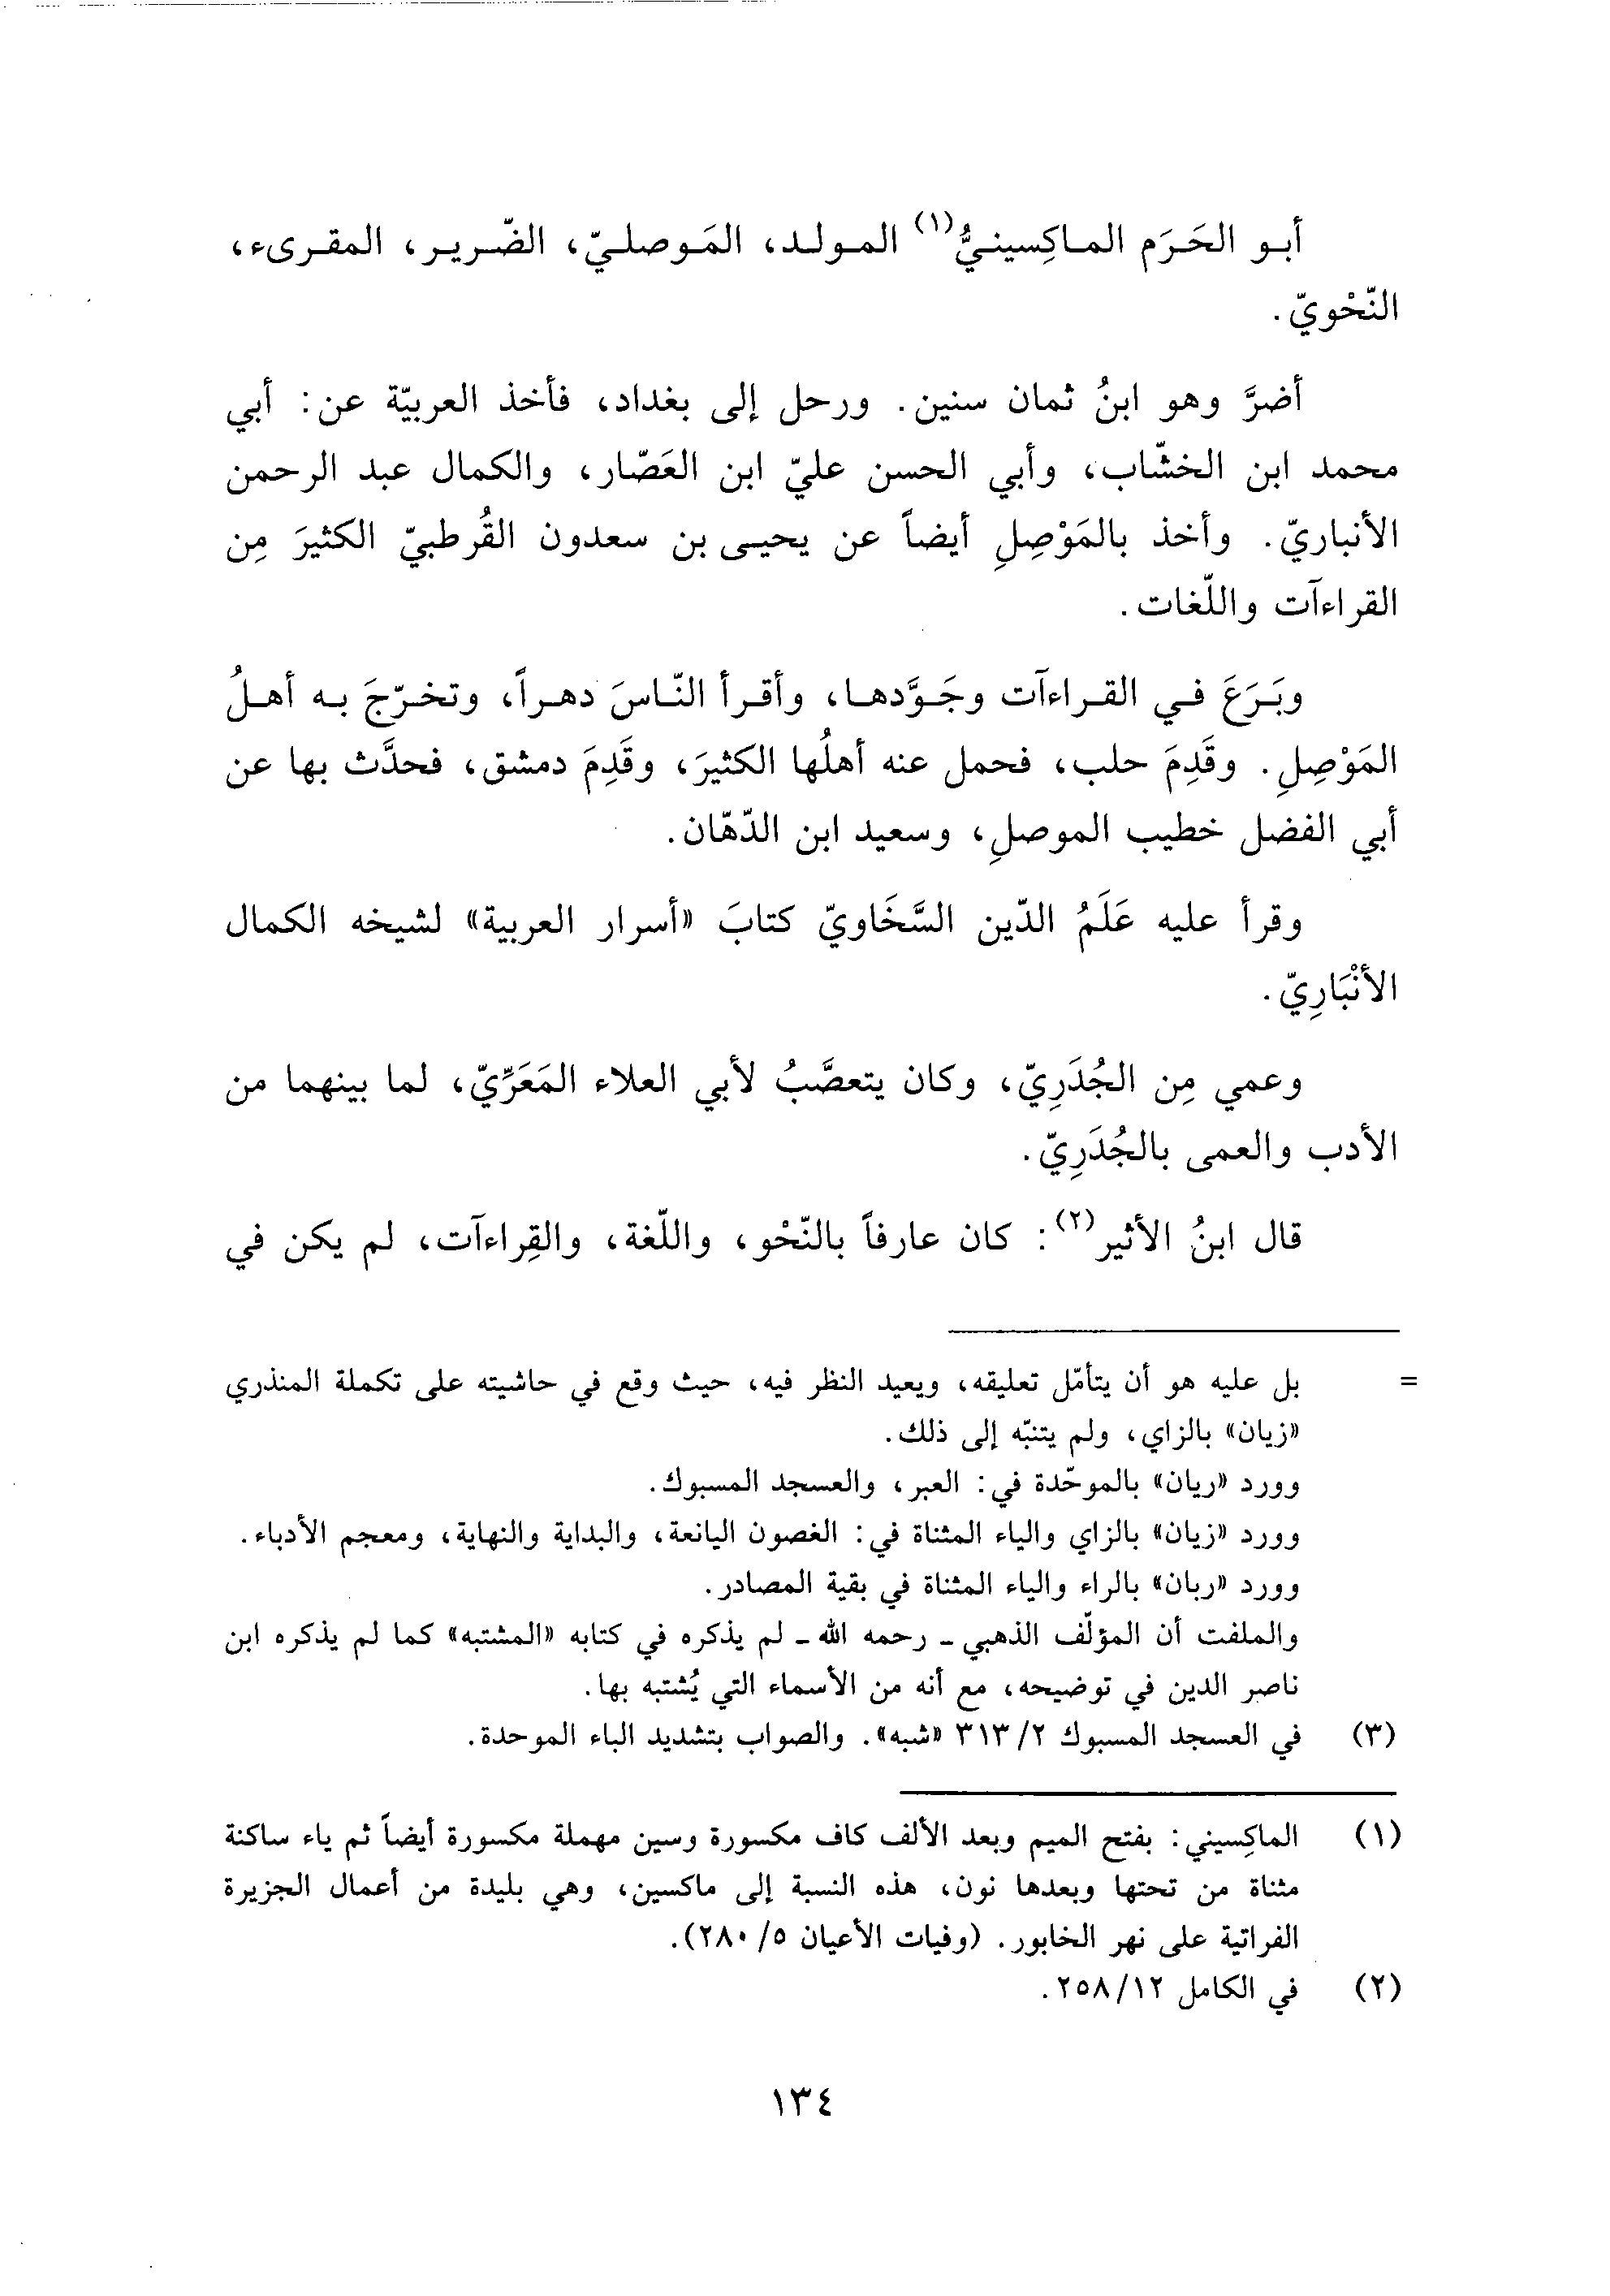 أبو الحَرَم الماكِسينيُّ(١) المولد، المَوصليّ، الضّرير، المقرىء،
النّحْويّ.
أضرَّ وهو ابنُ ثمان سنين. ورحل إلى بغداد، فأخذ العربيّة عن: أبي
محمد ابن الخشّاب، وأبي الحسن عليّ ابن العَصّار، والكمال عبد الرحمن
الأنباريّ. وأخذ بالمَوْصِلِ أيضاً عن يحيى بن سعدون القُرطبيّ الكثيرَ مِن
القراءآت واللّغات.
وبَرَعَ في القراءآت وجَوَّدها، وأقرأ النّاسَ دهراً، وتخرّجَ به أهلُ
المَوْصِلِ. وقَدِمَ حلب، فحمل عنه أهلُها الكثيرَ، وقَدِمَ دمشق، فحدَّث بها عن
أبي الفضل خطيب الموصلِ، وسعيد ابن الدّهّان.
وقرأ عليه عَلَمُ الدّين السَّخَاويّ كتابَ «أسرار العربية» لشيخه الكمال
الأنْبَارِيّ.
وعمي مِن الجُدَرِيّ، وكان يتعصَّبُ لأبي العلاء المَعَرِّيّ، لما بينهما من
الأدب والعمى بالجُدَرِيّ.
قال ابنُ الأثير(٢): كان عارفاً بالنّحْو، واللّغة، والقِراءآت، لم يكن في
= بل عليه هو أن يتأمّل تعليقه، ويعيد النظر فيه، حيث وقع في حاشيته على تكملة المنذري
«زيان» بالزاي، ولم يتنبّه إلى ذلك.
وورد «ريان» بالموحّدة في: العبر، والعسجد المسبوك.
وورد «زيان» بالزاي والياء المثناة في: الغصون اليانعة، والبداية والنهاية، ومعجم الأدباء.
وورد «ربان» بالراء والياء المثناة في بقية المصادر.
والملفت أن المؤلّف الذهبي ـ رحمه الله ـ لم يذكره في كتابه «المشتبه» كما لم يذكره ابن
ناصر الدين في توضيحه، مع أنه من الأسماء التي يُشتبه بها.
(٣) في العسجد المسبوك ٣١٣/٢ «شبه». والصواب بتشديد الباء الموحدة.
(١) الماكِسيني: بفتح الميم وبعد الألف كاف مكسورة وسين مهملة مكسورة أيضاً ثم ياء ساكنة
مثناة من تحتها وبعدها نون، هذه النسبة إلى ماكسين، وهي بليدة من أعمال الجزيرة
الفراتية على نهر الخابور. (وفيات الأعيان ٢٨٠/٥).
(٢) في الكامل ٢٥٨/١٢.
١٣٤